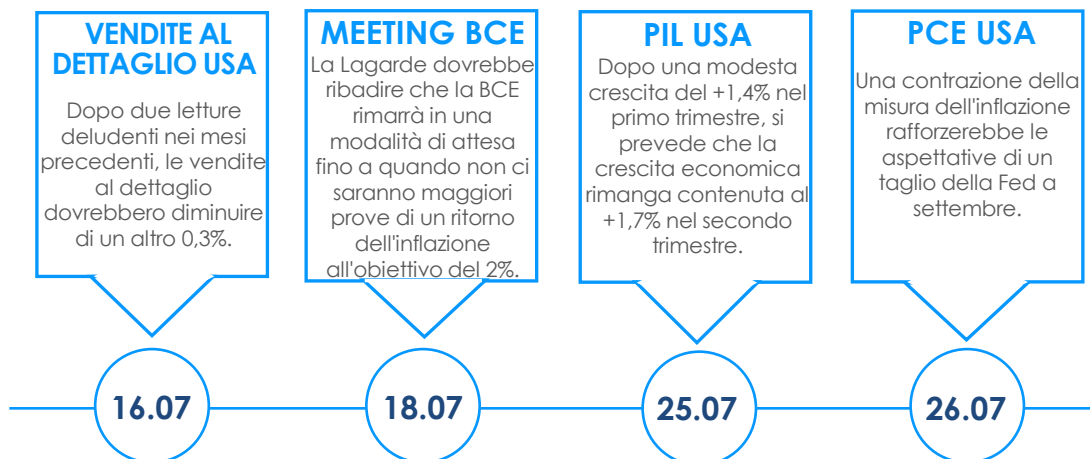 VENDITE AL
DETTAGLIO USA
Dopo due letture
deludenti nei mesi
precedenti, le vendite
al dettaglio
dovrebbero diminuire
di un altro 0,3%.
MEETING BCE
La Lagarde dovrebbe
ribadire che la BCE
rimarrà in una
modalità di attesa
fino a quando non ci
saranno maggiori
prove di un ritorno
dell'inflazione
all'obiettivo del 2%.
PIL USA
Dopo una modesta
crescita del +1,4% nel
primo trimestre, si
prevede che la
crescita economica
rimanga contenuta al
+1,7% nel secondo
trimestre.
PCE USA
Una contrazione della
misura dell'inflazione
rafforzerebbe le
aspettative di un
taglio della Fed a
settembre.
16.07
18.07
25.07
26.07